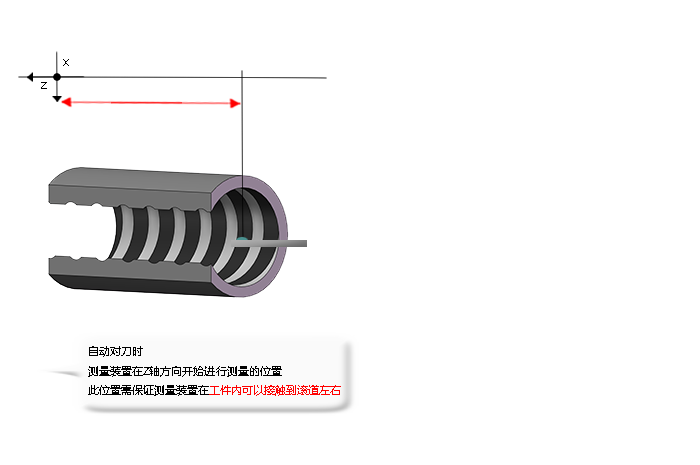 X
Z
自动对刀时
测量装置在Z轴方向开始进行测量的位置
此位置需保证测量装置在工件内可以接触到滚道左右